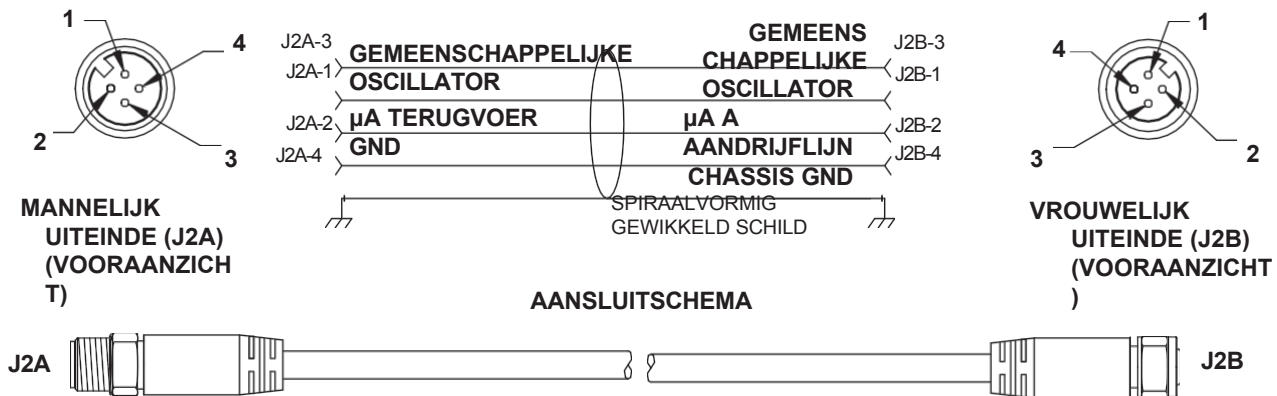 1
4
2
3
MANNELIJK
UITEINDE (J2A)
(VOORAANZICH
T)
J2A-3
J2A-1
J2A-2
J2A-4
GEMEENSCHAPPELIJKE
OSCILLATOR
µA TERUGVOER
GND
GEMEENS
CHAPPELIJKE
OSCILLATOR
µA A
AANDRIJFLIJN
CHASSIS GND
J2B-3
J2B-1
J2B-2
J2B-4
SPIRAALVORMIG
GEWIKKELD SCHILD
1
4
3
2
VROUWELIJK
UITEINDE (J2B)
(VOORAANZICHT
)
AANSLUITSCHEMA
J2A
J2B